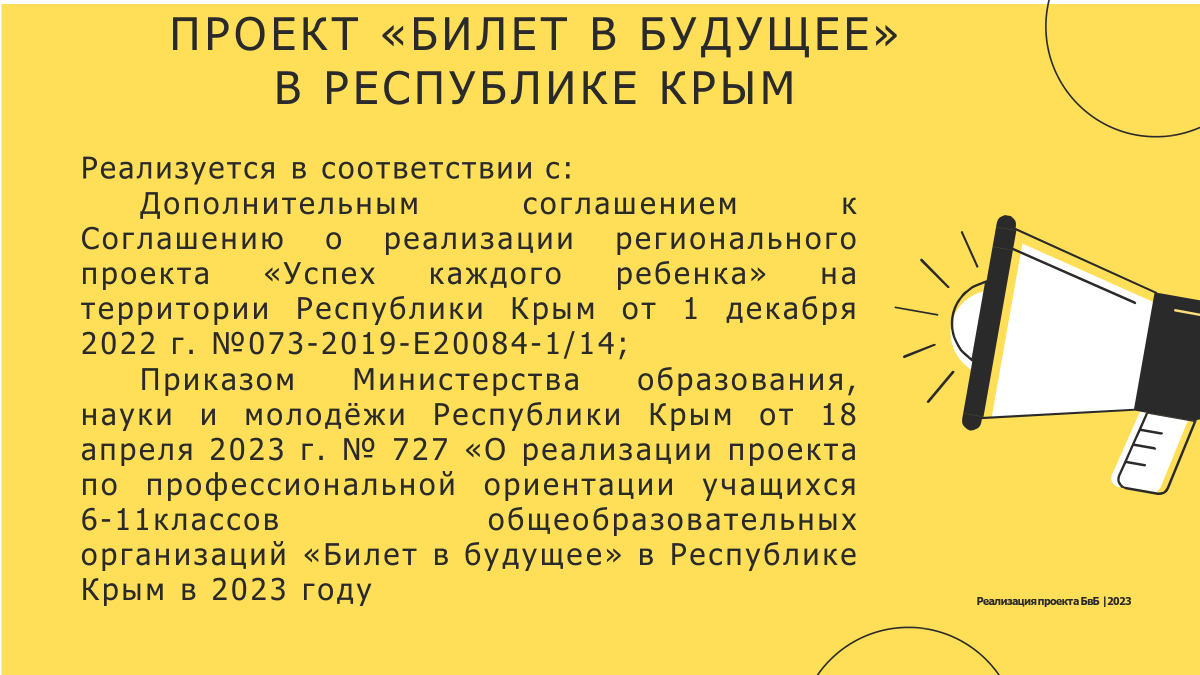 ПРОЕКТ «БИЛЕТ В БУДУЩЕЕ»
В РЕСПУБЛИКЕ КРЫМ
Реализуется в соответствии с:
Дополнительным соглашением к
Соглашению о реализации регионального
проекта «Успех каждого ребенка» на
территории Республики Крым от 1 декабря
2022 г. №073-2019-Е20084-1/14;
Приказом Министерства образования,
науки и молодёжи Республики Крым от 18
апреля 2023 г. № 727 «О реализации проекта
по профессиональной ориентации учащихся
6-11классов общеобразовательных
организаций «Билет в будущее» в Республике
Крым в 2023 году
Реализация проекта БвБ |2023